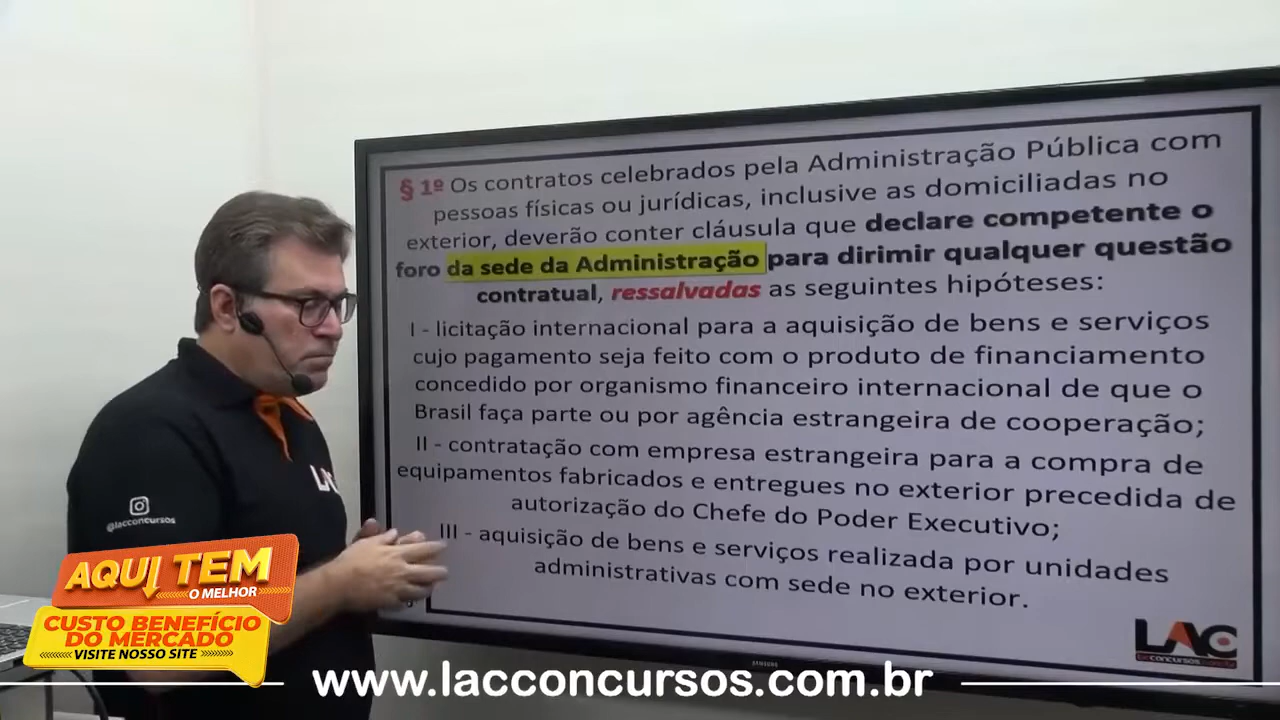 § 1º Os contratos celebrados pela Administração Pública com
pessoas físicas ou jurídicas, inclusive as domiciliadas no
exterior, deverão conter cláusula que declare competente o
foro da sede da Administração para dirimir qualquer questão
contratual, ressalvadas as seguintes hipóteses:
I - licitação internacional para a aquisição de bens e serviços
cujo pagamento seja feito com o produto de financiamento
concedido por organismo financeiro internacional de que o
Brasil faça parte ou por agência estrangeira de cooperação;
II - contratação com empresa estrangeira para a compra de
equipamentos fabricados e entregues no exterior precedida de
autorização do Chefe do Poder Executivo;
III - aquisição de bens e serviços realizada por unidades
administrativas com sede no exterior.
LAC
SAMSUNG
@lacconcursos
AQUI TEM
O MELHOR
CUSTO BENEFÍCIO
DO MERCADO
VISITE NOSSO SITE
www.lacconcursos.com.br